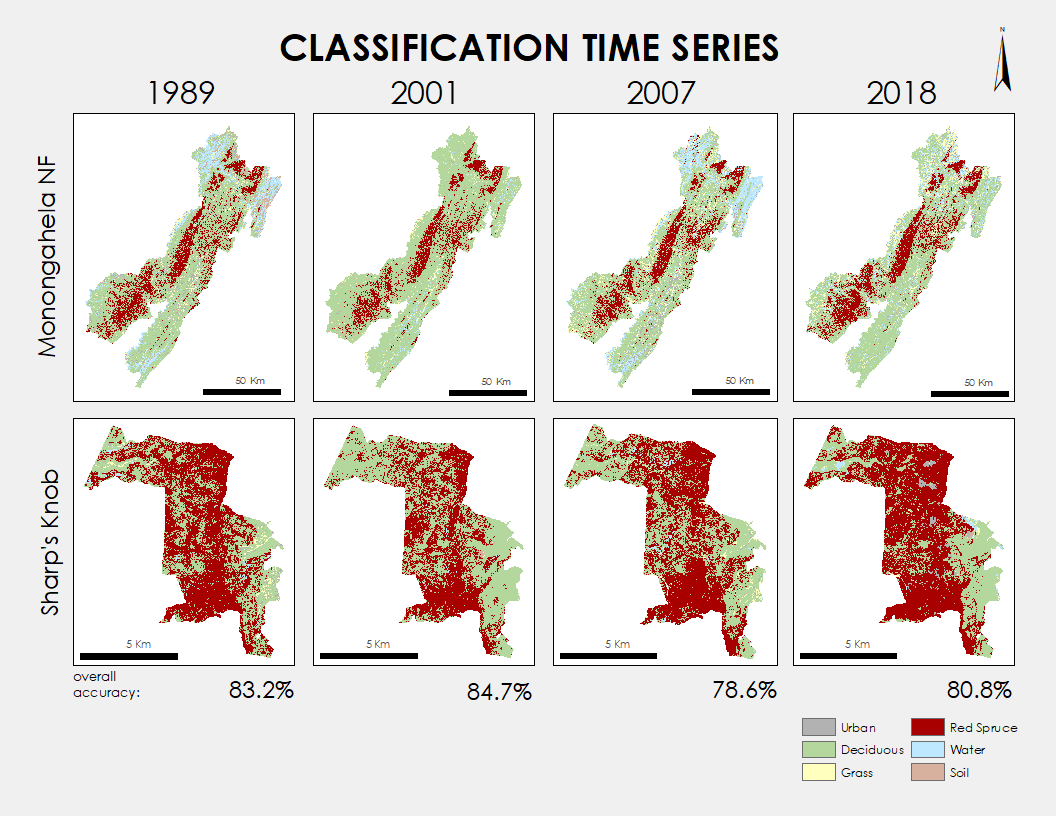 CLASSIFICATION TIME SERIES
N
1989 2001 2007 2018
Monongahela NF
50 Km 50 Km 50 Km 50 Km
Sharp's Knob
5 Km 5 Km 5 Km 5 Km
overall
accuracy: 83.2% 84.7% 78.6% 80.8%
Urban Red Spruce
Deciduous Water
Grass Soil